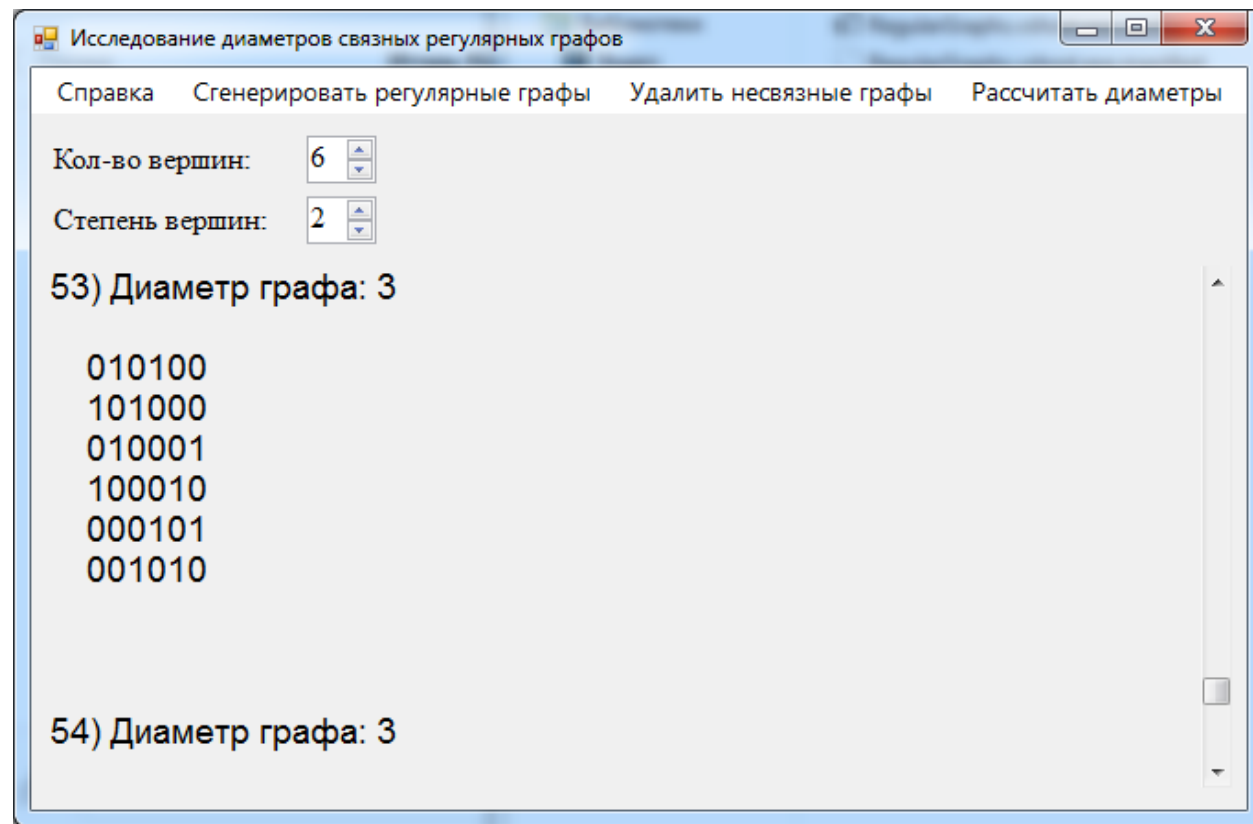 Исследование диаметров связных регулярных графов
Справка Сгенерировать регулярные графы Удалить несвязные графы Рассчитать диаметры
Кол-во вершин: 6
Степень вершин: 2
53) Диаметр графа: 3
010100
101000
010001
100010
000101
001010
54) Диаметр графа: 3